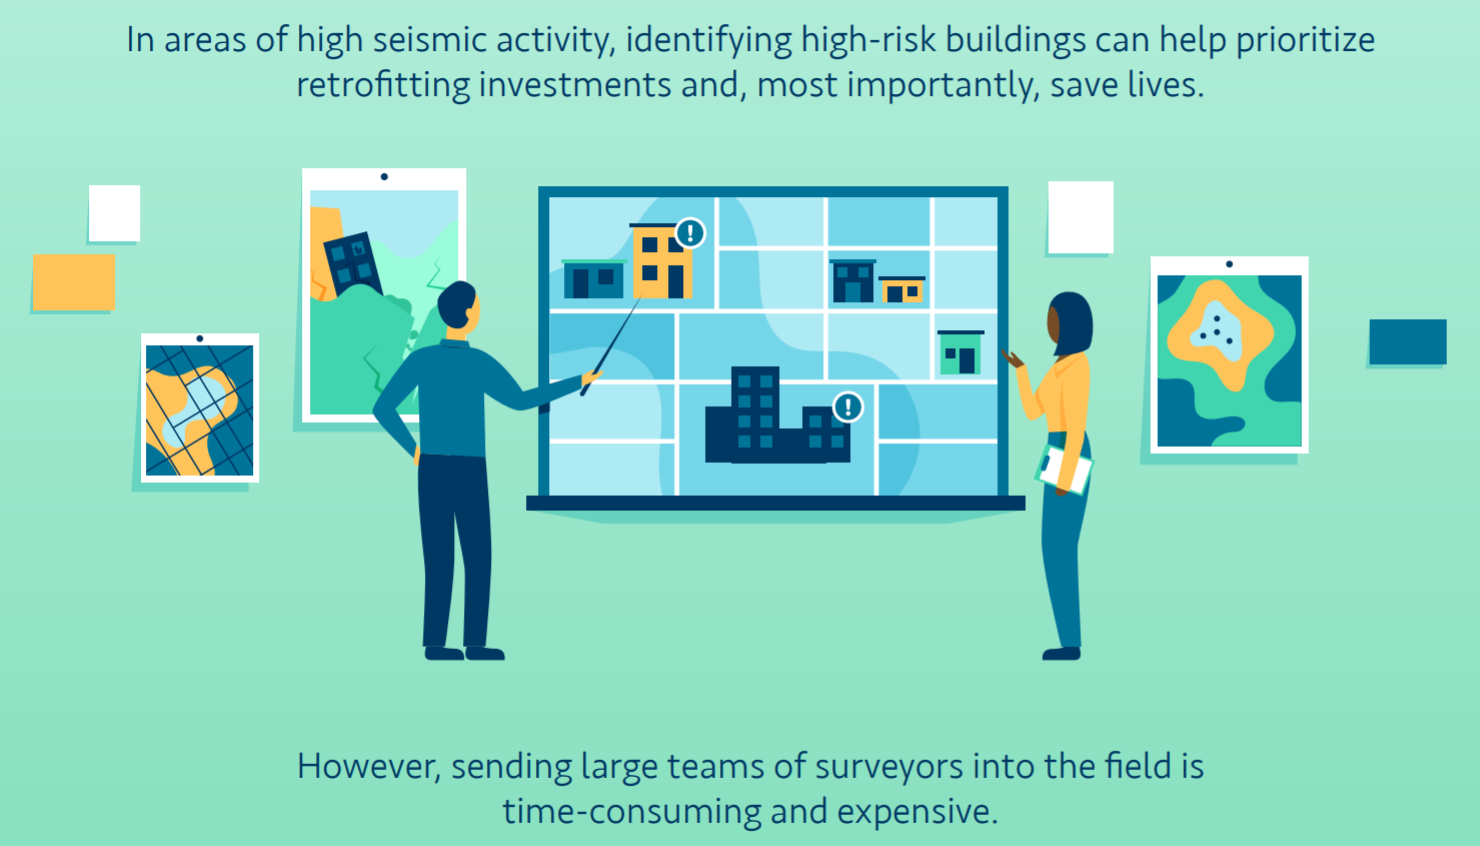 In areas of high seismic activity, identifying high-risk buildings can help prioritize
retrofitting investments and, most importantly, save lives.
!
!
However, sending large teams of surveyors into the field is
time-consuming and expensive.